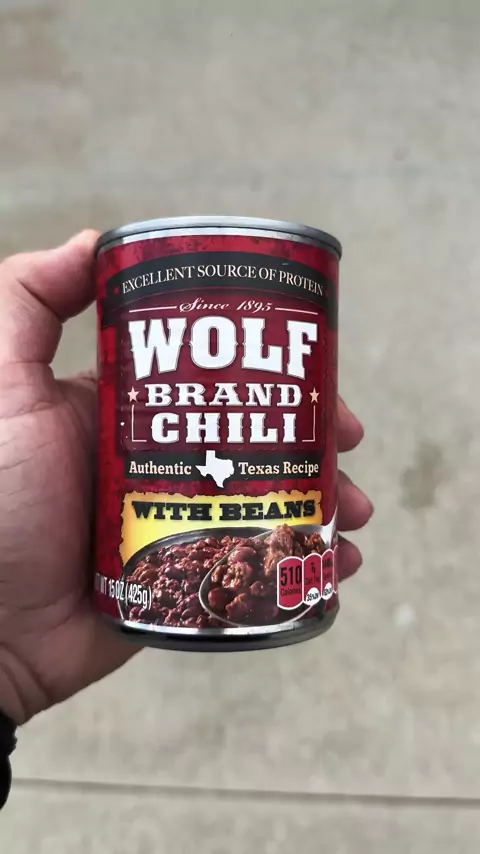 EXCELLENT SOURCE OF PROTEIN
Since 1895
WOLF
BRAND
CHILI
Authentic Texas Recipe
WITH BEANS
510
Calories
WT 15 OZ (425g)